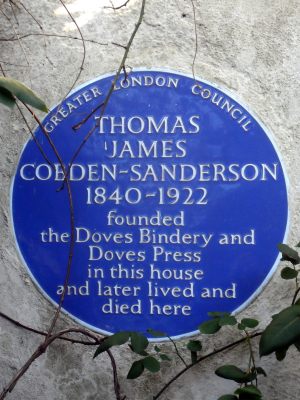 GREATER LONDON COUNCIL
THOMAS
JAMES
COBDEN-SANDERSON
1840-1922
founded
the Doves Bindery and
Doves Press
in this house
and later lived and
died here